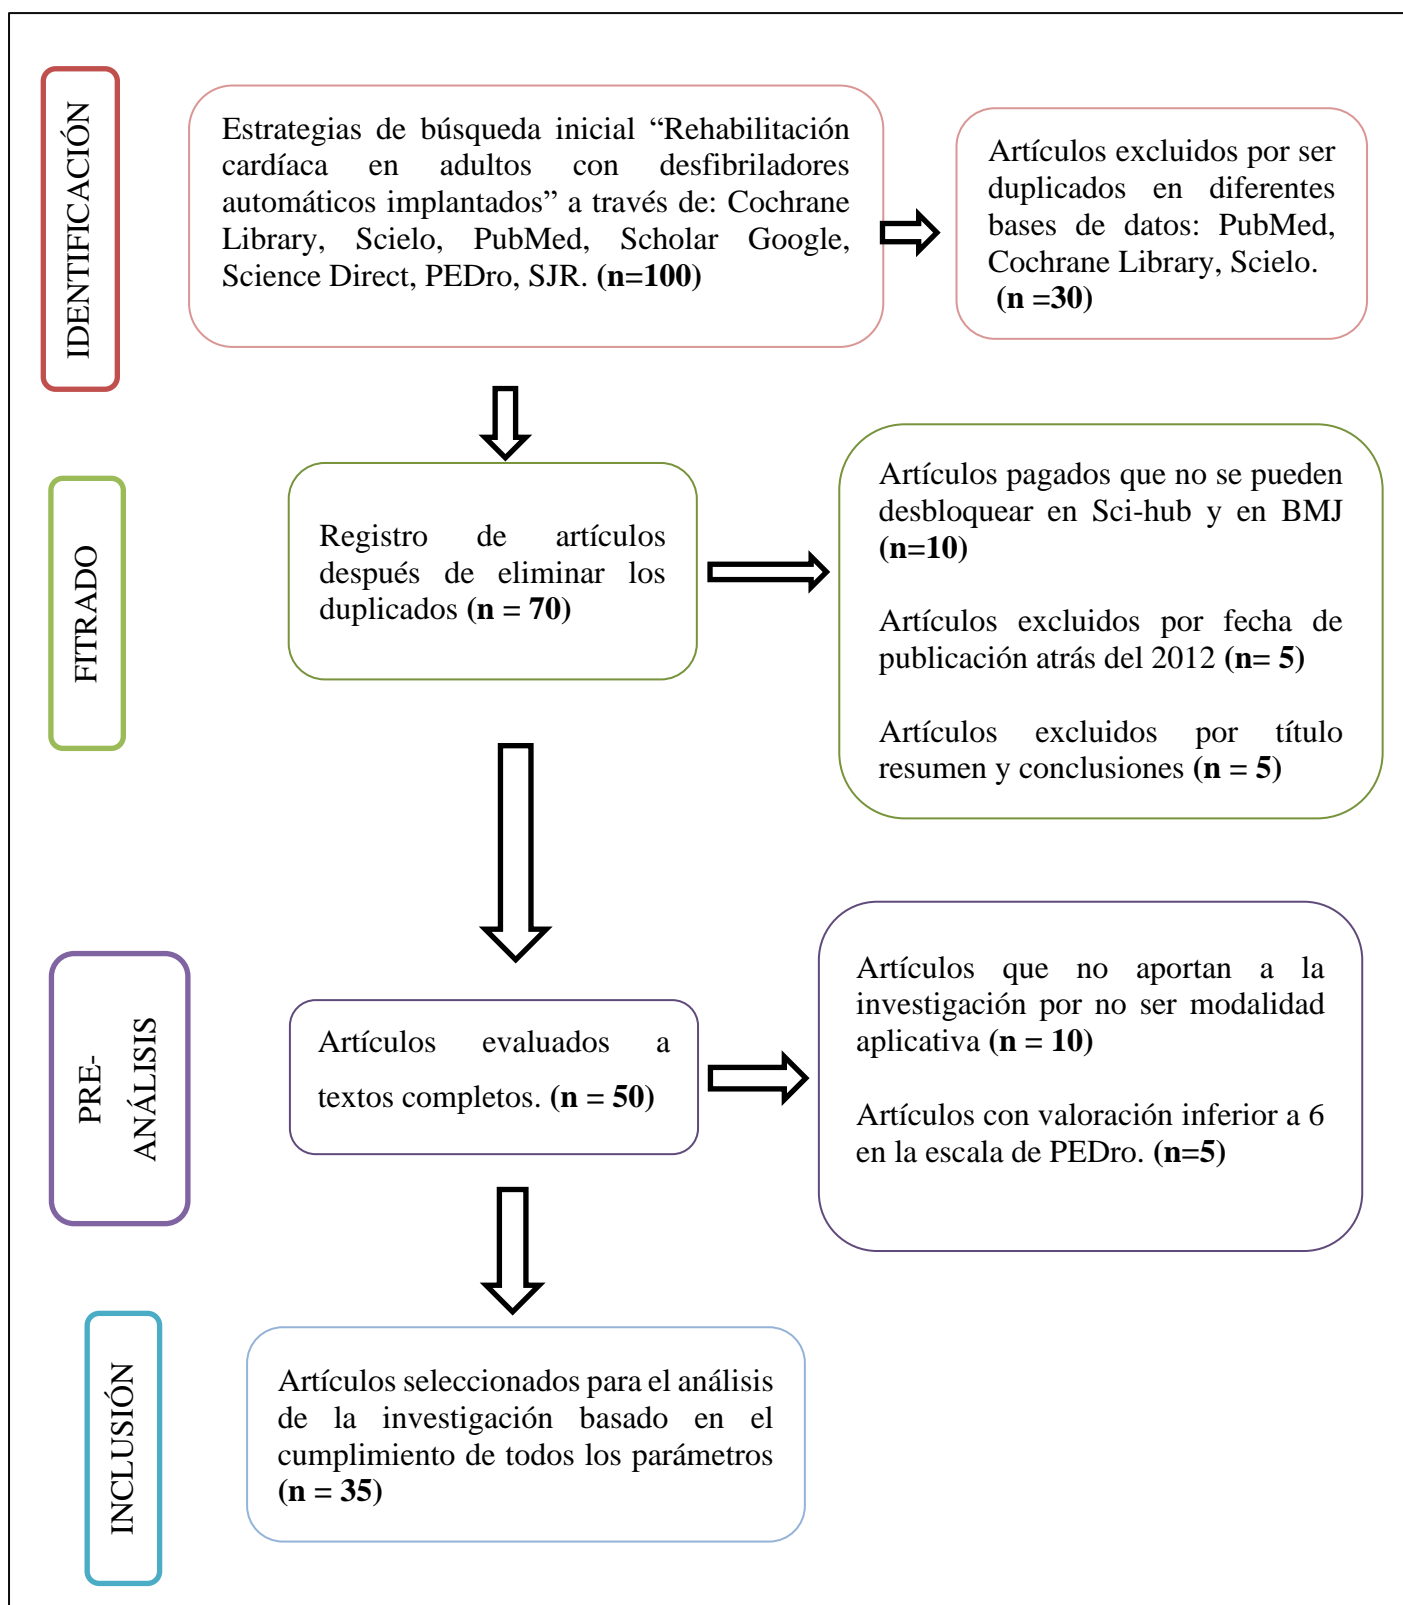 IDENTIFICACIÓN
Estrategias de búsqueda inicial “Rehabilitación
cardíaca en adultos con desfibriladores
automáticos implantados” a través de: Cochrane
Library, Scielo, PubMed, Scholar Google,
Science Direct, PEDro, SJR. (n=100)
Artículos excluidos por ser
duplicados en diferentes
bases de datos: PubMed,
Cochrane Library, Scielo.
(n =30)
FITRADO
Registro de artículos
después de eliminar los
duplicados (n = 70)
Artículos pagados que no se pueden
desbloquear en Sci-hub y en BMJ
(n=10)
Artículos excluidos por fecha de
publicación atrás del 2012 (n= 5)
Artículos excluidos por título
resumen y conclusiones (n = 5)
PRE-
ANÁLISIS
Artículos evaluados a
textos completos. (n = 50)
Artículos que no aportan a la
investigación por no ser modalidad
aplicativa (n = 10)
Artículos con valoración inferior a 6
en la escala de PEDro. (n=5)
INCLUSIÓN
Artículos seleccionados para el análisis
de la investigación basado en el
cumplimiento de todos los parámetros
(n = 35)